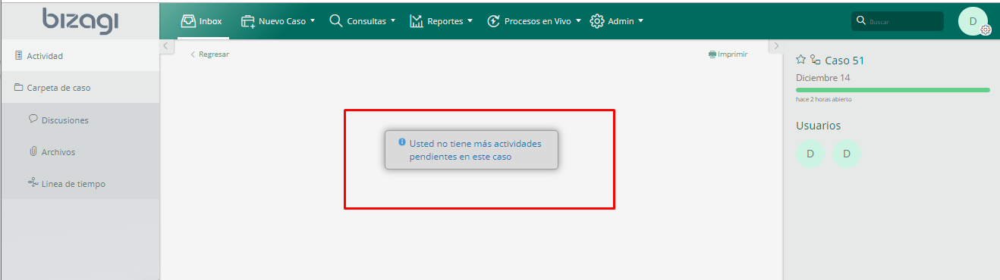 bizagi
Inbox
Nuevo Caso
Consultas
Reportes
Procesos en Vivo
Admin
Buscar
D
Actividad
Carpeta de caso
Discusiones
Archivos
Linea de tiempo
Regresar
Imprimir
Usted no tiene más actividades
pendientes en este caso
Caso 51
Diciembre 14
hace 2 horas abierto
Usuarios
D D